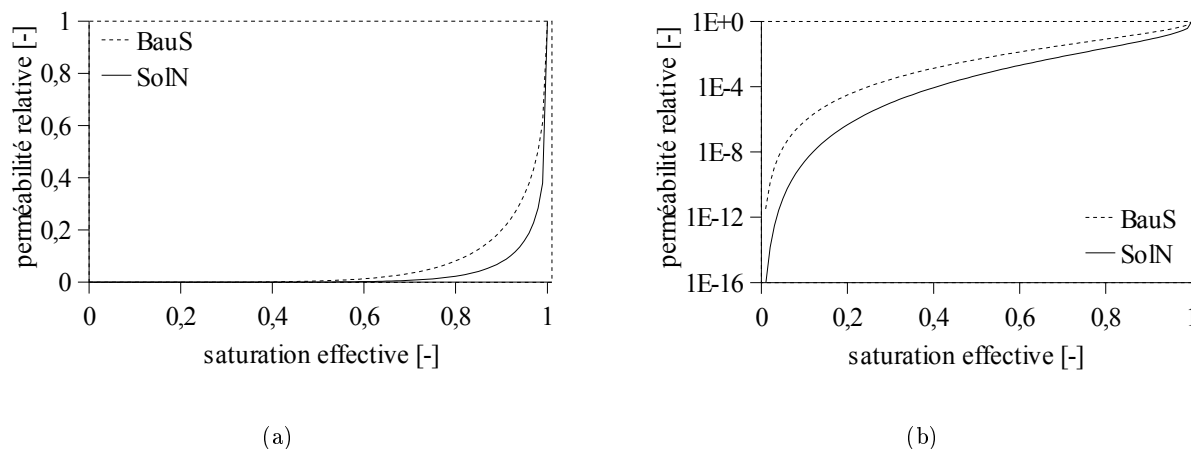 1
0,8
0,6
0,4
0,2
0
perméabilité relative [-]
BauS
SolN
0
0,2
0,4
0,6
0,8
1
saturation effective [-]
(a)
1E+0
1E-4
1E-8
1E-12
1E-16
perméabilité relative [-]
BauS
SolN
0
0,2
0,4
0,6
0,8
1
saturation effective [-]
(b)